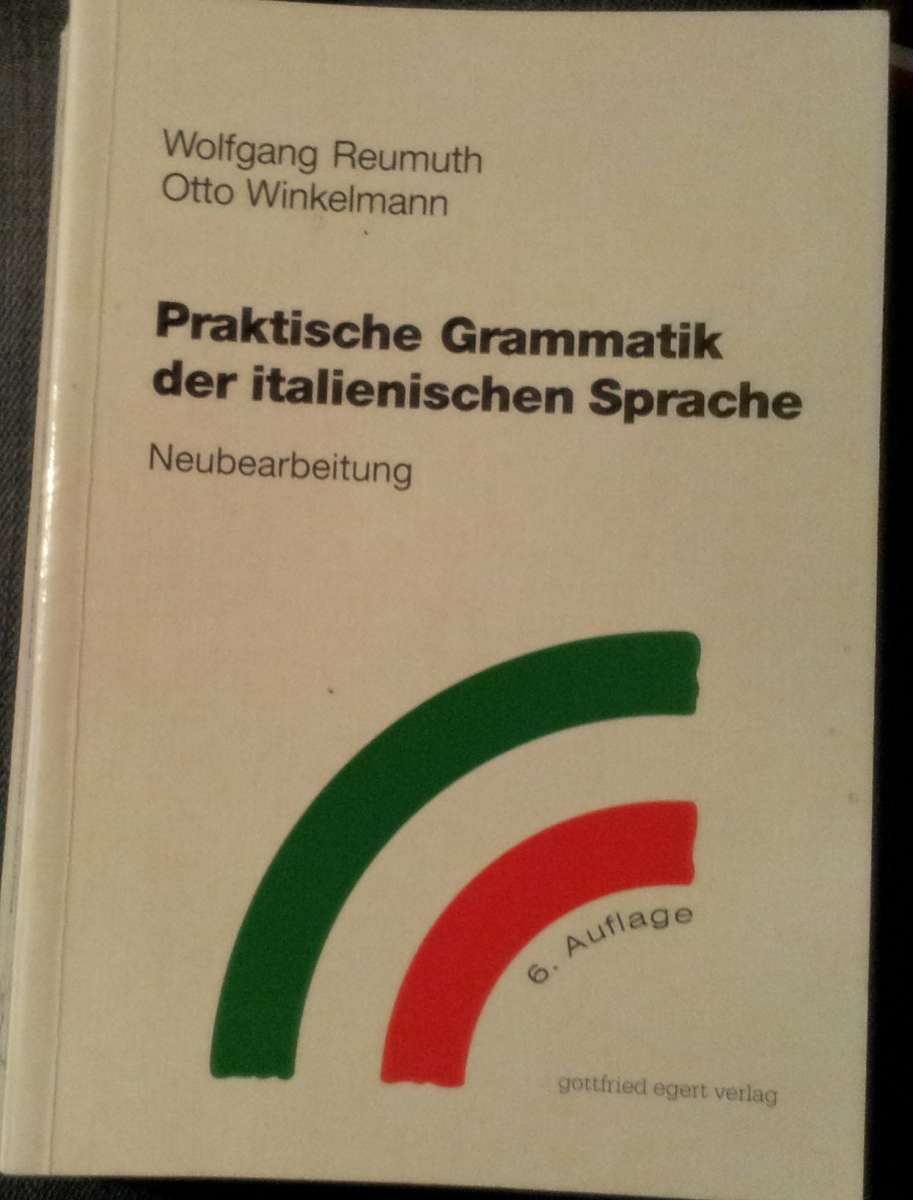 Wolfgang Reumuth
Otto Winkelmann
Praktische Grammatik
der italienischen Sprache
Neubearbeitung
6. Auflage
gottfried egert verlag